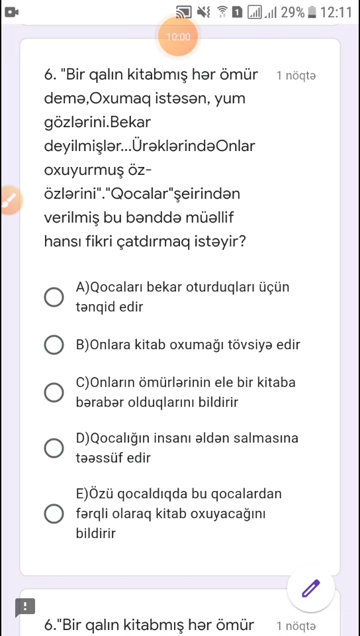 29% 12:11
10:00
6. "Bir qalın kitabmış hər ömür 1 nöqtə
demə,Oxumaq istəsən, yum
gözlərini.Bekar
deyilmişlər...ÜrəklərindəOnlar
oxuyurmuş öz-
özlərini"."Qocalar"şeirindən
verilmiş bu bənddə müəllif
hansı fikri çatdırmaq istəyir?
A)Qocaları bekar oturduqları üçün
tənqid edir
B)Onlara kitab oxumağı tövsiyə edir
C)Onların ömürlərinin ele bir kitaba
bərabər olduqlarını bildirir
D)Qocalığın insanı əldən salmasına
təəssüf edir
E)Özü qocaldıqda bu qocalardan
fərqli olaraq kitab oxuyacağını
bildirir
6."Bir qalın kitabmış hər ömür 1 nöqtə